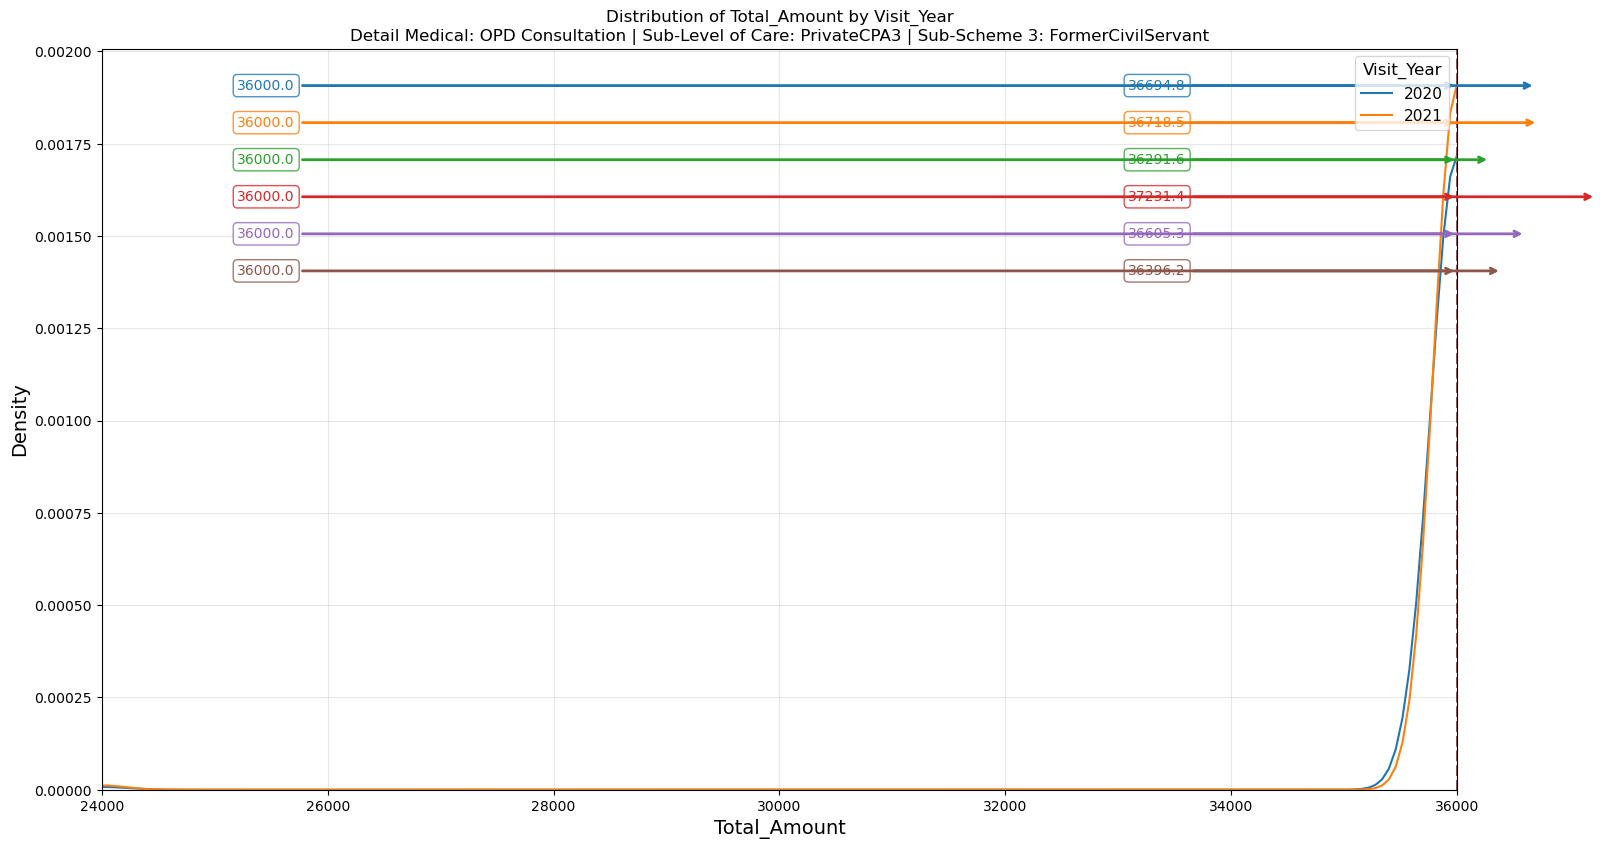 Distribution of Total_Amount by Visit_Year
Detail Medical: OPD Consultation | Sub-Level of Care: PrivateCPA3 | Sub-Scheme 3: FormerCivilServant
0.00200
36000.0 36694.8
Visit_Year
2020
2021
36000.0 36718.5
0.00175
36000.0 36291.6
36000.0 37231.4
0.00150
36000.0 36605.3
36000.0 36396.2
0.00125
0.00100
Density
0.00075
0.00050
0.00025
0.00000
24000 26000 28000 30000 32000 34000 36000
Total_Amount